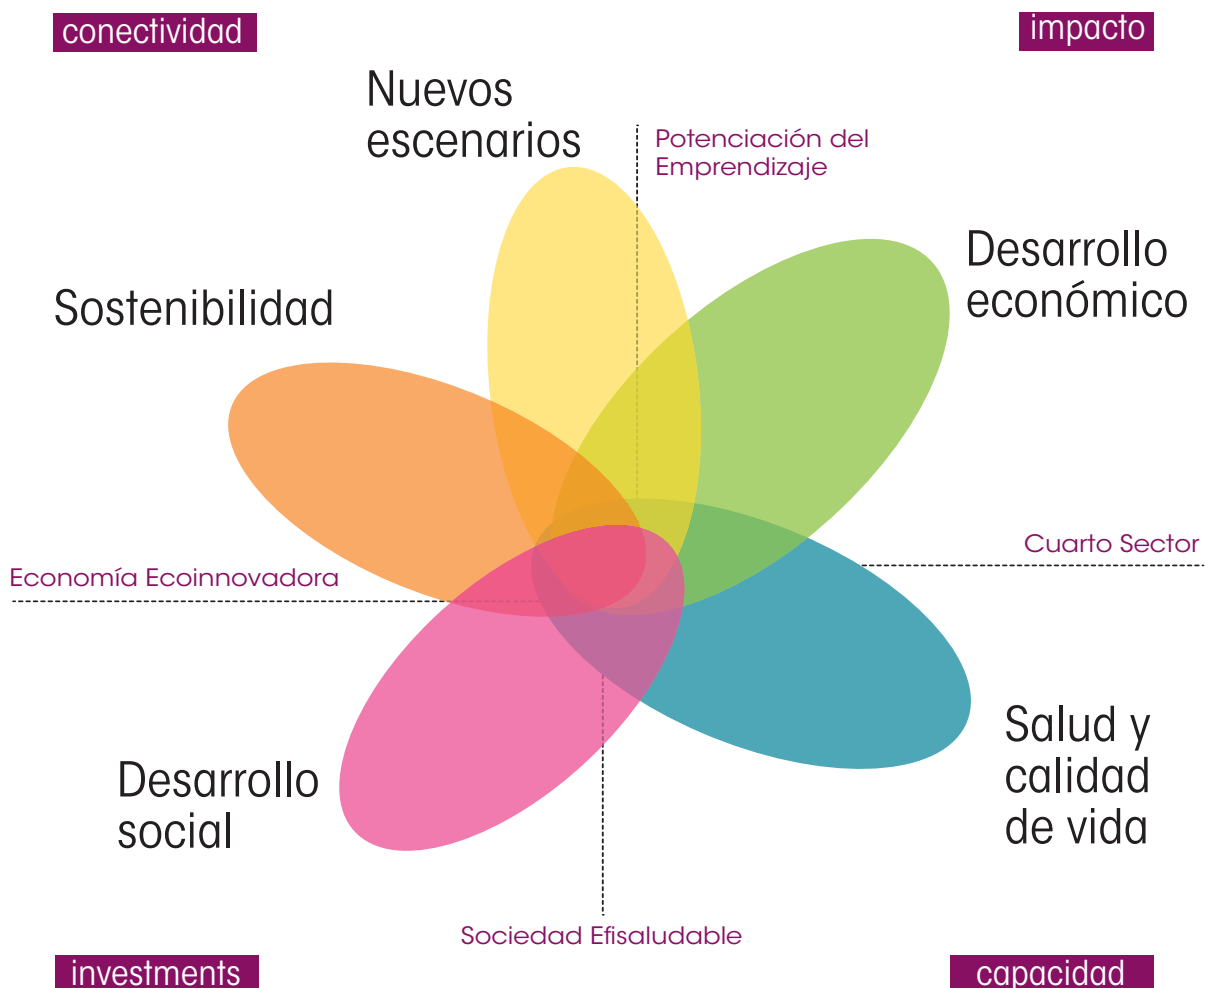 conectividad
impacto
Nuevos
escenarios
Potenciación del
Emprendizaje
Desarrollo
económico
Sostenibilidad
Cuarto Sector
Economía Ecoinnovadora
Salud y
calidad
de vida
Desarrollo
social
Sociedad Efisaludable
investments
capacidad